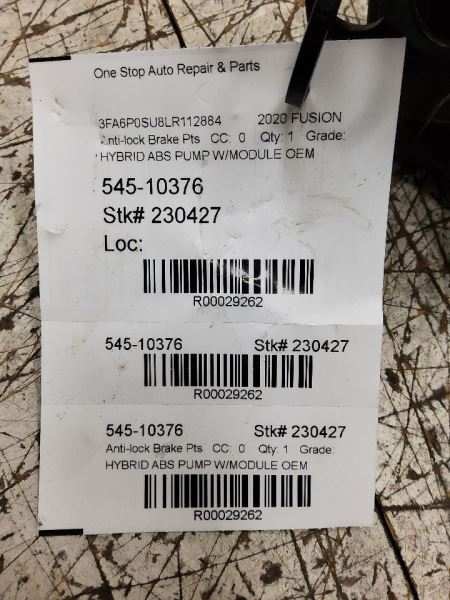 One Stop Auto Repair & Parts
3FA6P0SU8LR112884 2020 FUSION
Anti-lock Brake Pts CC: 0 Qty: 1 Grade:
HYBRID ABS PUMP W/MODULE OEM
545-10376
Stk# 230427
Loc:
R00029262
545-10376 Stk# 230427
R00029262
545-10376 Stk# 230427
Anti-lock Brake Pts CC: 0 Qty: 1 Grade:
HYBRID ABS PUMP W/MODULE OEM
R00029262